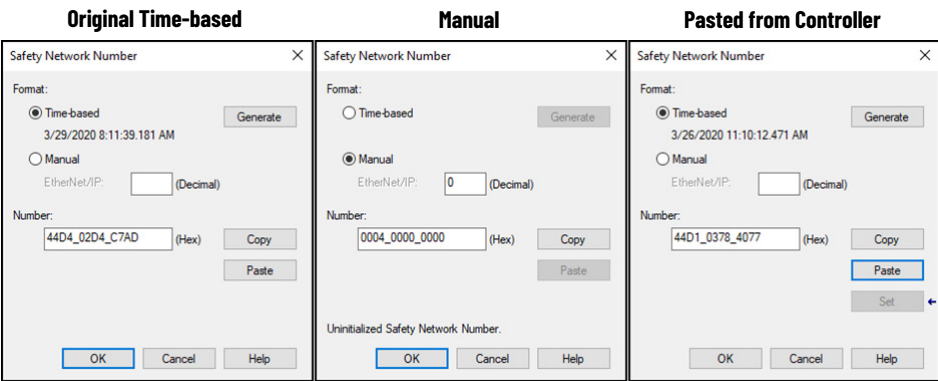 Original Time-based
Safety Network Number
Format:
Time-based
Generate
3/29/2020 8:11:39.181 AM
Manual
EtherNet/IP:
(Decimal)
Number:
44D4_02D4_C7AD
(Hex)
Copy
Paste
OK
Cancel
Help
Manual
Safety Network Number
Format:
Time-based
Generate
Manual
EtherNet/IP:
0
(Decimal)
Number:
0004_0000_0000
(Hex)
Copy
Paste
Uninitialized Safety Network Number.
OK
Cancel
Help
Pasted from Controller
Safety Network Number
Format:
Time-based
Generate
3/26/2020 11:10:12.471 AM
Manual
EtherNet/IP:
(Decimal)
Number:
44D1_0378_4077
(Hex)
Copy
Paste
Set
OK
Cancel
Help